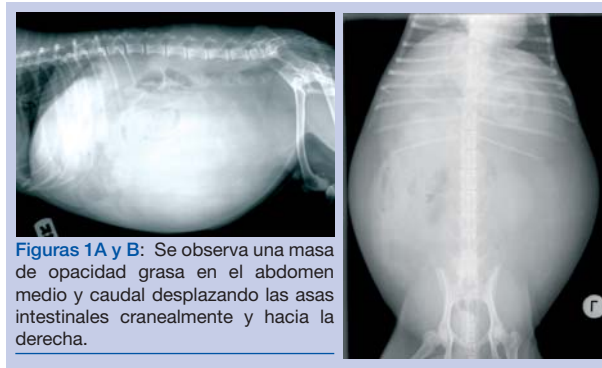 Figuras 1A y B: Se observa una masa
de opacidad grasa en el abdomen
medio y caudal desplazando las asas
intestinales cranealmente y hacia la
derecha.